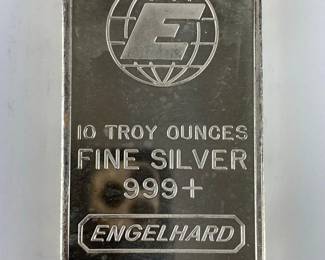 E
10 TROY OUNCES
FINE SILVER
999+
ENGELHARD